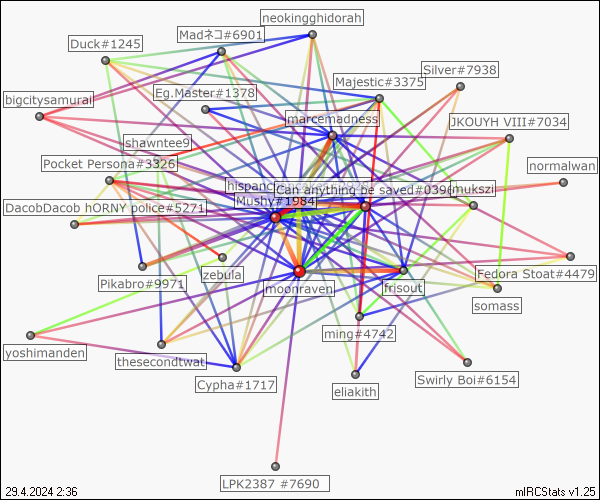 neokingghidorah
Madネコ#6901
Duck#1245
Silver#7938
Majestic#3375
Eg.Master#1378
bigcitysamurai
marcemadness
JKOUYH VIII#7034
shawntee9
Pocket Persona#3326
normalwan
Can anything be saved#039
mukszi
Mushy#1984
DacobDacob hORNY police#5271
Fedora Stoat#4479
zebula
Pikabro#9971
moonraven
frisout
somass
ming#4742
yoshimanden
thesecondtwat
Cypha#1717
Swirly Boi#6154
eliakith
LPK2387 #7690
29.4.2024 2:36
mIRCStats v1.25